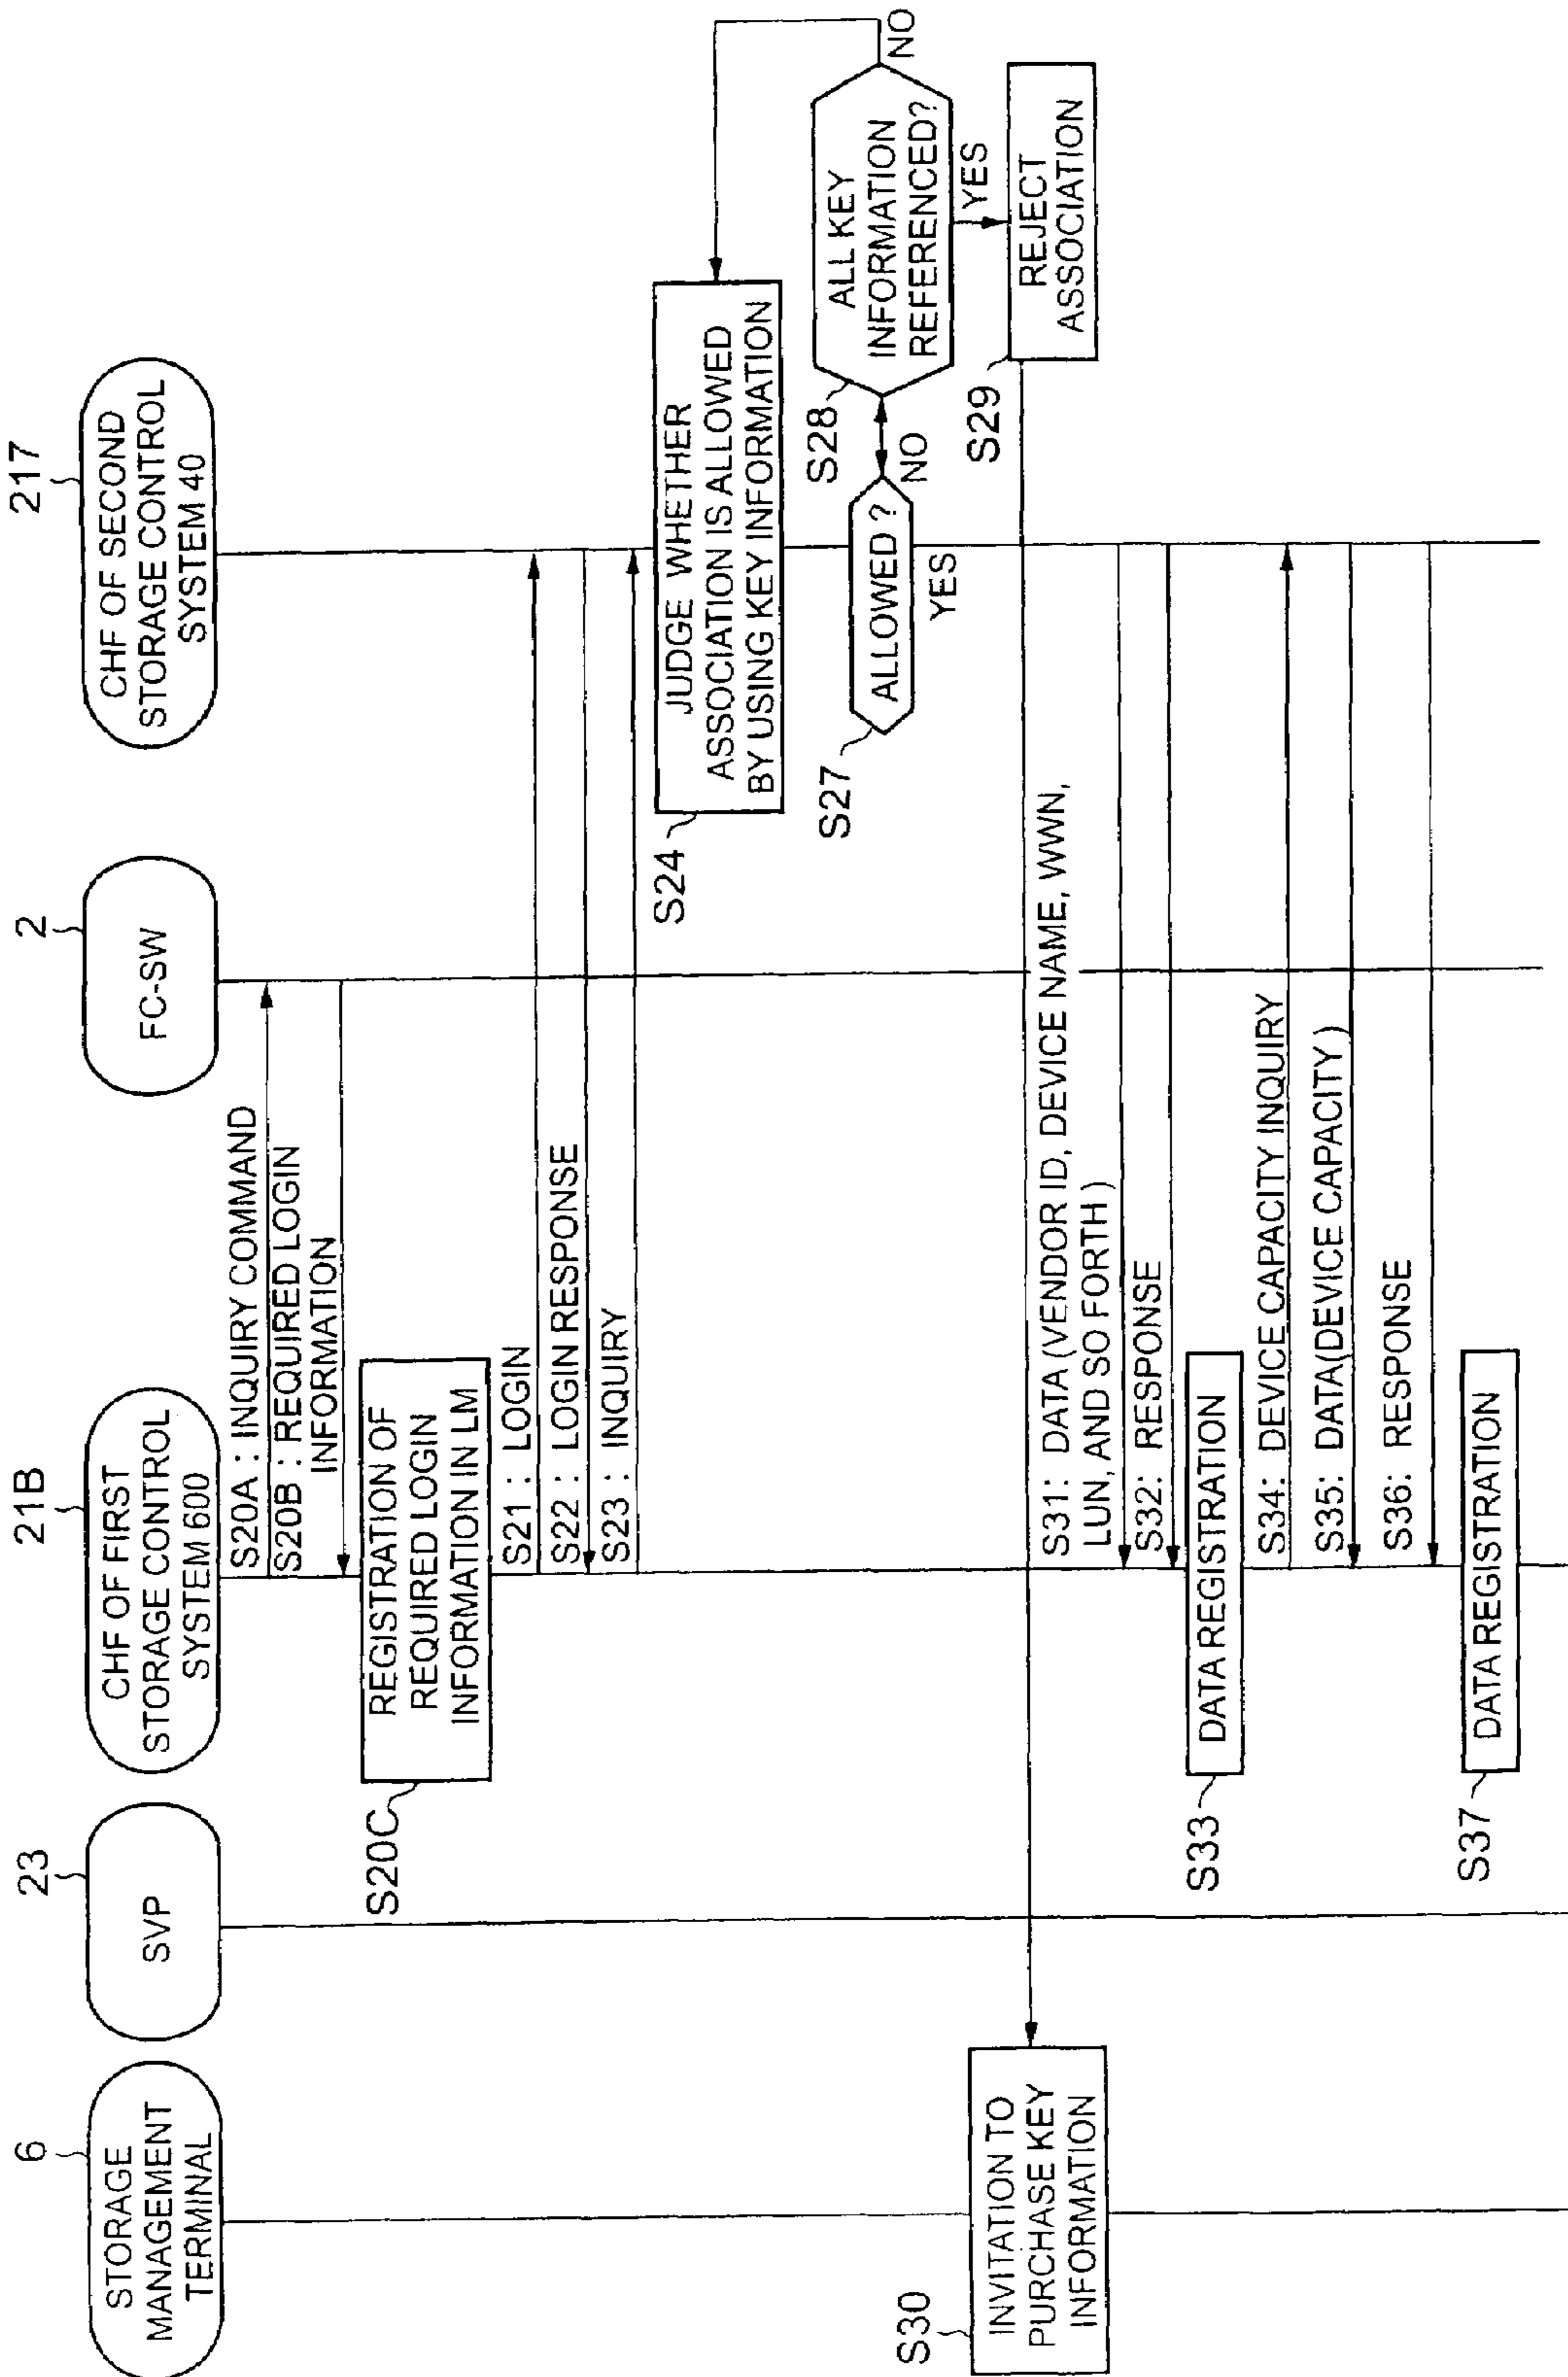 6
STORAGE
MANAGEMENT
TERMINAL
23
SVP
21B
CHF OF FIRST
STORAGE CONTROL
SYSTEM 600
2
FC-SW
217
CHF OF SECOND
STORAGE CONTROL
SYSTEM 40
S20A : INQUIRY COMMAND
S20B : REQUIRED LOGIN
INFORMATION
S20C
REGISTRATION OF
REQUIRED LOGIN
INFORMATION IN LM
S21 : LOGIN
S22 : LOGIN RESPONSE
S23 : INQUIRY
S24
JUDGE WHETHER
ASSOCIATION IS ALLOWED
BY USING KEY INFORMATION
S27
ALLOWED ?
NO
YES
S28
ALL KEY
INFORMATION
REFERENCED?
NO
YES
S29
REJECT
ASSOCIATION
S30
INVITATION TO
PURCHASE KEY
INFORMATION
S31: DATA (VENDOR ID, DEVICE NAME, WWN,
LUN, AND SO FORTH )
S32: RESPONSE
S33
DATA REGISTRATION
S34: DEVICE CAPACITY INQUIRY
S35: DATA(DEVICE CAPACITY )
S36: RESPONSE
S37
DATA REGISTRATION